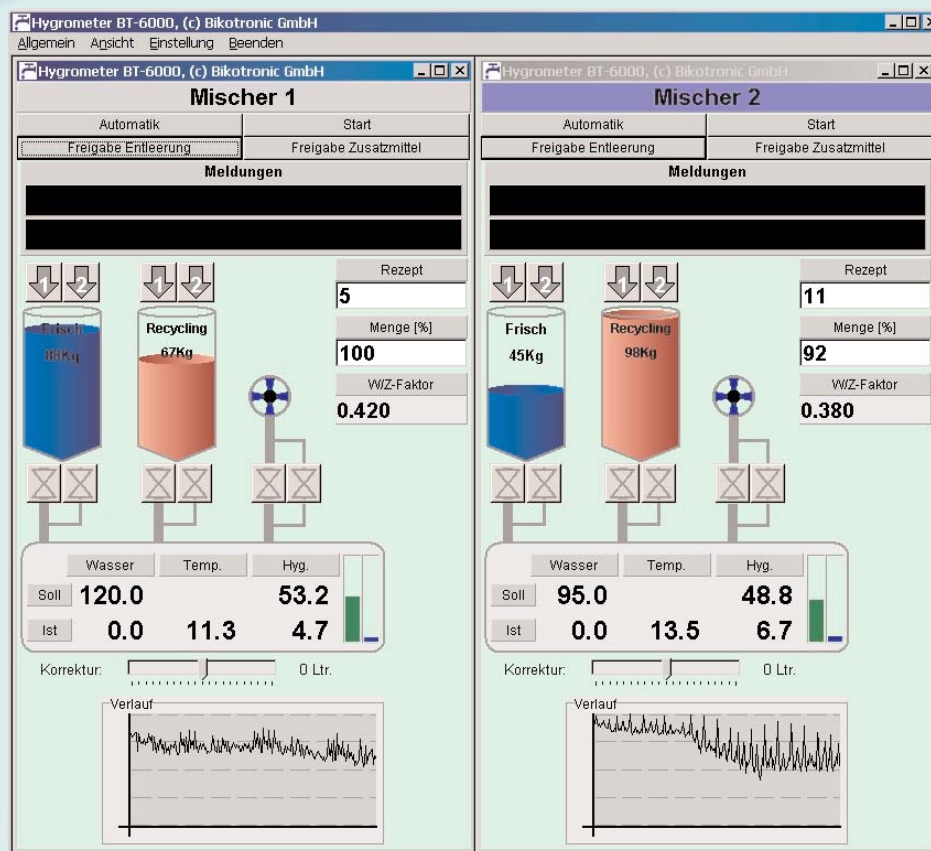 Hygrometer BT-6000, (c) Bikotronic GmbH
Allgemein Ansicht Einstellung Beenden
Hygrometer BT-6000, (c) Bikotronic GmbH
Mischer 1
Automatik Start
Freigabe Entleerung Freigabe Zusatzmittel
Meldungen
1 2 1 2
Rezept
5
Frisch
88Kg
Recycling
67Kg
Menge [%]
100
W/Z-Faktor
0.420
Wasser Temp. Hyg.
Soll 120.0 53.2
Ist 0.0 11.3 4.7
Korrektur: 0 Ltr.
Verlauf
Hygrometer BT-6000, (c) Bikotronic GmbH
Mischer 2
Automatik Start
Freigabe Entleerung Freigabe Zusatzmittel
Meldungen
1 2 1 2
Rezept
11
Frisch
45Kg
Recycling
98Kg
Menge [%]
92
W/Z-Faktor
0.380
Wasser Temp. Hyg.
Soll 95.0 48.8
Ist 0.0 13.5 6.7
Korrektur: 0 Ltr.
Verlauf